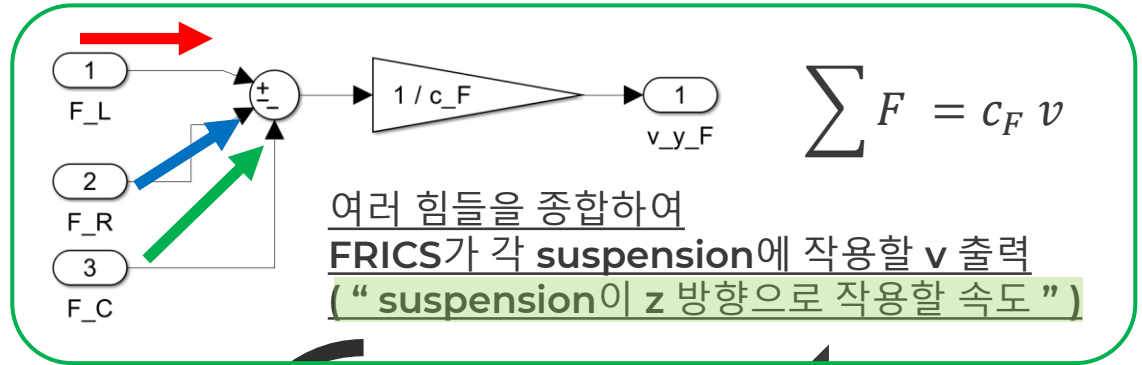 1
F_L
2
F_R
3
F_C
+
−
−
1 / c_F
1
v_y_F
∑ F = c_F v
여러 힘들을 종합하여
FRICS가 각 suspension에 작용할 v 출력
( “ suspension이 z 방향으로 작용할 속도 ” )